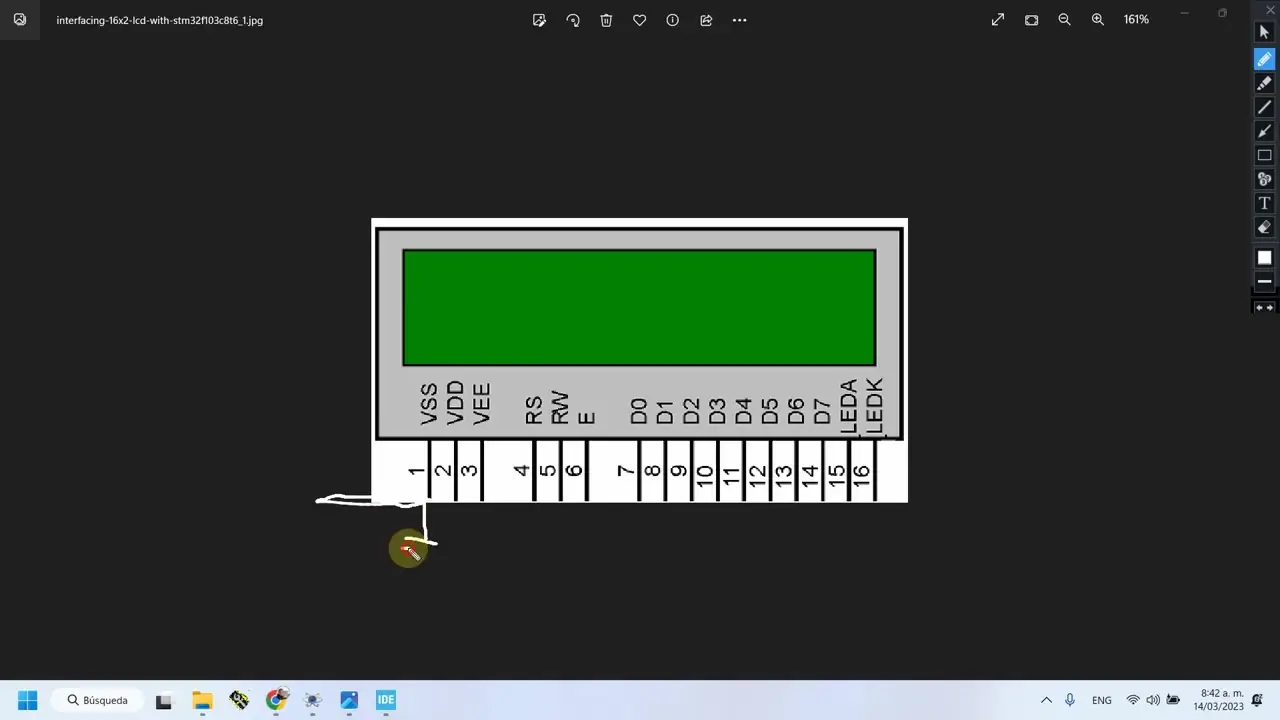 interfacing-16x2-lcd-with-stm32f103c8t6_1.jpg
161%
T
VSS VDD VEE RS RW E D0 D1 D2 D3 D4 D5 D6 D7 LEDA LEDK
1 2 3 4 5 6 7 8 9 10 11 12 13 14 15 16
Búsqueda
IDE
ENG
8:42 a. m.
14/03/2023